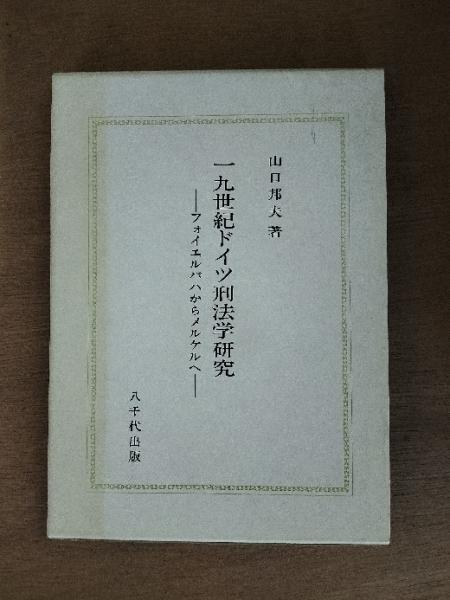 山口邦夫著
一九世紀ドイツ刑法学研究
――フォイエルバハからメルケルへ――
八千代出版